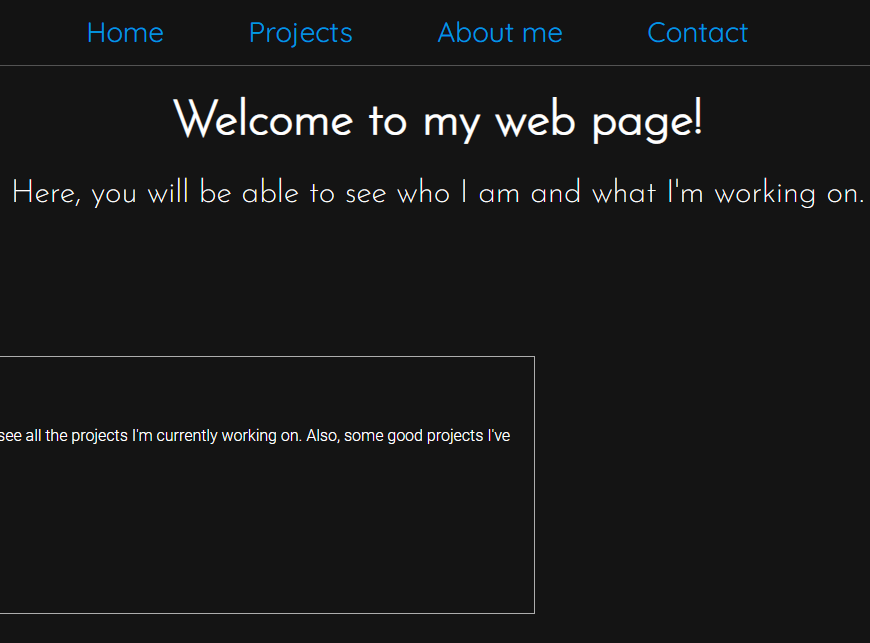 Home Projects About me Contact
Welcome to my web page!
Here, you will be able to see who I am and what I'm working on.
see all the projects I'm currently working on. Also, some good projects I've